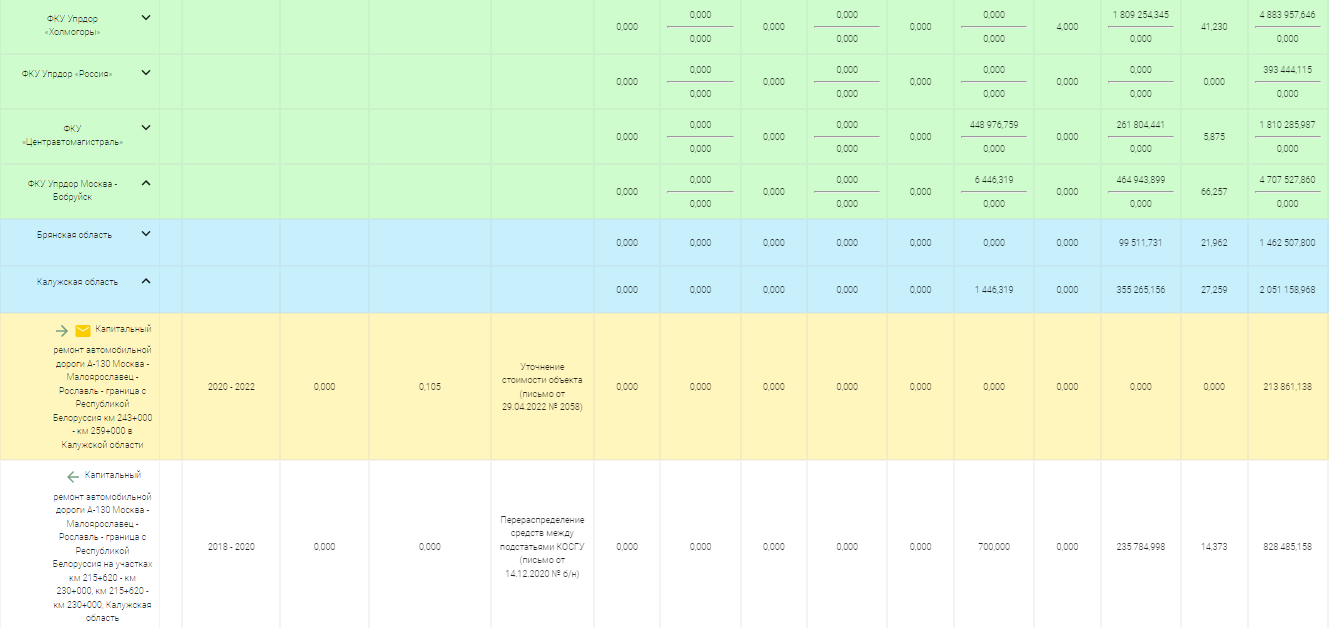 ФКУ Упрдор
«Холмогоры»
0,000
0,000
0,000
0,000
0,000
0,000
0,000
0,000
0,000
4,000
1 809 254,345
0,000
41,230
4 883 957,646
0,000
ФКУ Упрдор «Россия»
0,000
0,000
0,000
0,000
0,000
0,000
0,000
0,000
0,000
0,000
0,000
0,000
0,000
393 444,115
0,000
ФКУ
«Центравтомагистраль»
0,000
0,000
0,000
0,000
0,000
0,000
0,000
448 976,759
0,000
0,000
261 804,441
0,000
5,875
1 810 285,987
0,000
ФКУ Упрдор Москва -
Бобруйск
0,000
0,000
0,000
0,000
0,000
0,000
0,000
6 446,319
0,000
0,000
464 943,899
0,000
66,257
4 707 527,860
0,000
Брянская область
0,000
0,000
0,000
0,000
0,000
0,000
0,000
99 511,731
21,962
1 462 507,800
Калужская область
0,000
0,000
0,000
0,000
0,000
1 446,319
0,000
355 265,156
27,259
2 051 158,968
Капитальный
ремонт автомобильной
дороги А-130 Москва -
Малоярославец -
Рославль - граница с
Республикой
Белоруссия км 243+000
- км 259+000 в
Калужской области
2020 - 2022
0,000
0,105
Уточнение
стоимости объекта
(письмо от
29.04.2022 № 2058)
0,000
0,000
0,000
0,000
0,000
0,000
0,000
0,000
0,000
213 861,138
Капитальный
ремонт автомобильной
дороги А-130 Москва -
Малоярославец -
Рославль - граница с
Республикой
Белоруссия на участках
км 215+620 - км
230+000, км 215+620 -
км 230+000, Калужская
область
2018 - 2020
0,000
0,000
Перераспределение
средств между
подстатьями КОСГУ
(письмо от
14.12.2020 № б/н)
0,000
0,000
0,000
0,000
0,000
700,000
0,000
235 784,998
14,373
828 485,158